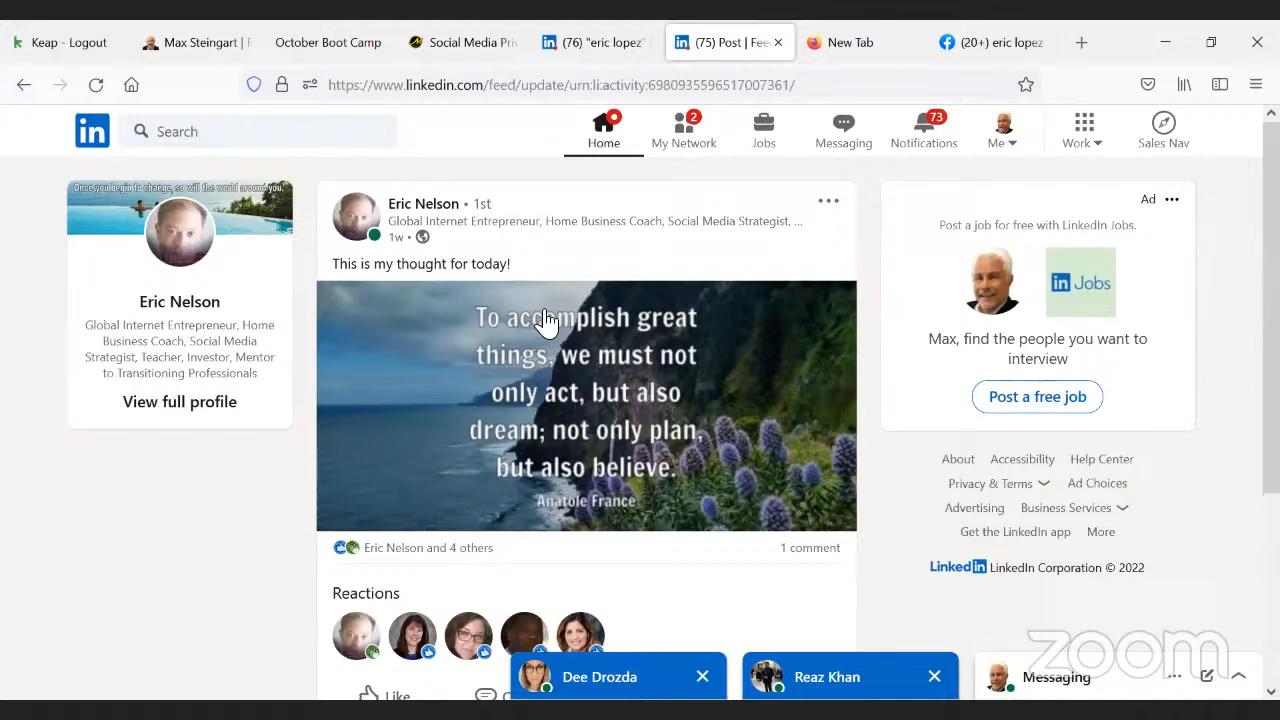 Keap - Logout
Max Steingart | F
October Boot Camp
Social Media Priv
(76) "eric lopez"
(75) Post | Fee
New Tab
(20+) eric lopez
https://www.linkedin.com/feed/update/urn:li:activity:6980935596517007361/
in
Search
2
73
Home
My Network
Jobs
Messaging
Notifications
Me
Work
Sales Nav
Once you begin to change, so will the world around you.
Eric Nelson
Global Internet Entrepreneur, Home
Business Coach, Social Media
Strategist, Teacher, Investor, Mentor
to Transitioning Professionals
View full profile
Eric Nelson • 1st
Global Internet Entrepreneur, Home Business Coach, Social Media Strategist, ...
1w •
This is my thought for today!
To accomplish great
things, we must not
only act, but also
dream; not only plan,
but also believe.
Anatole France
Eric Nelson and 4 others
1 comment
Reactions
Like
Ad
Post a job for free with LinkedIn Jobs.
in Jobs
Max, find the people you want to
interview
Post a free job
About Accessibility Help Center
Privacy & Terms Ad Choices
Advertising Business Services
Get the LinkedIn app More
LinkedIn LinkedIn Corporation © 2022
Dee Drozda
Reaz Khan
Messaging
zoom